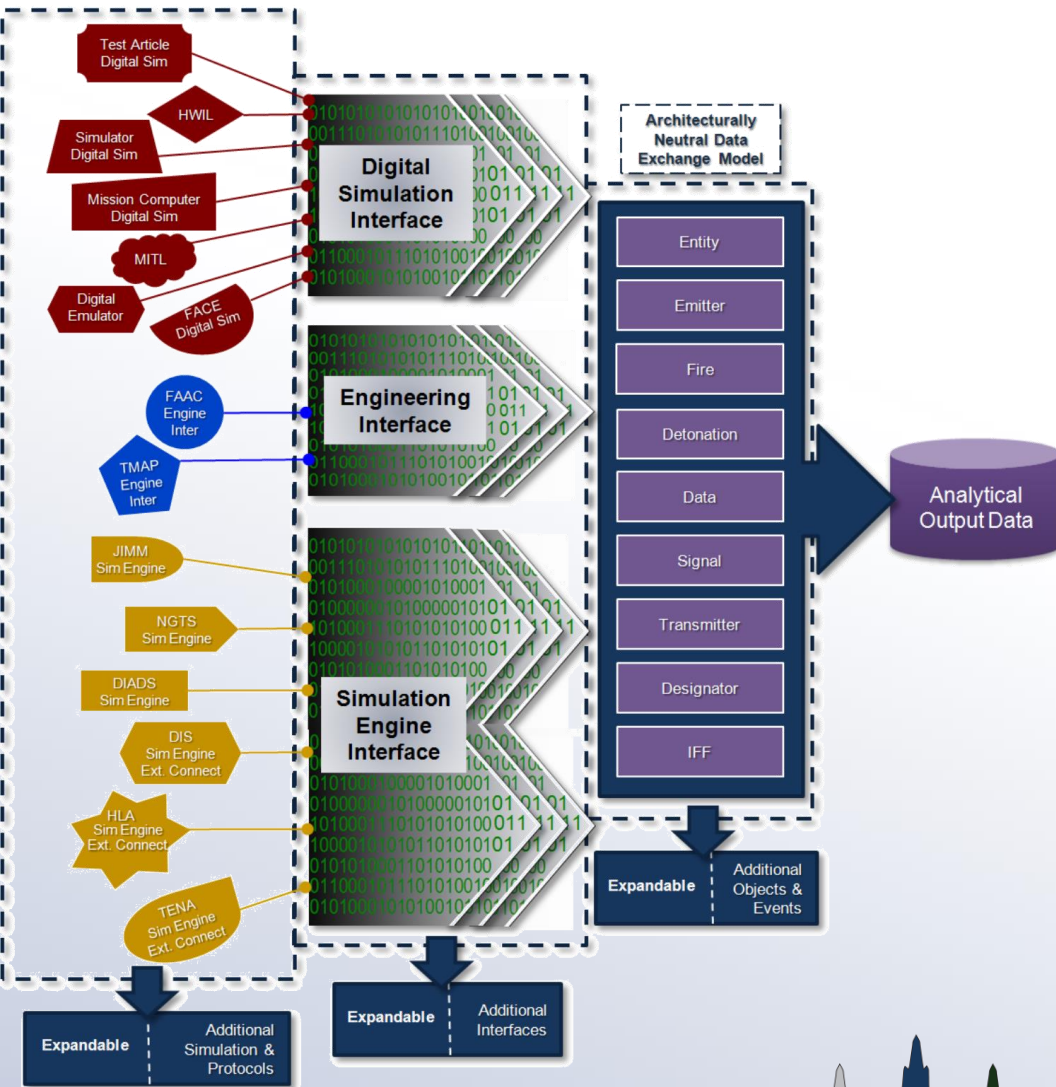 Test Article
Digital Sim
HWIL
Simulator
Digital Sim
Mission Computer
Digital Sim
MITL
Digital
Emulator
FACE
Digital Sim
FAAC
Engine
Inter
TMAP
Engine
Inter
JIMM
Sim Engine
NGTS
Sim Engine
DIADS
Sim Engine
DIS
Sim Engine
Ext. Connect
HLA
Sim Engine
Ext. Connect
TENA
Sim Engine
Ext. Connect
Expandable
Additional
Simulation &
Protocols
Digital
Simulation
Interface
Engineering
Interface
Simulation
Engine
Interface
Expandable
Additional
Interfaces
Architecturally
Neutral Data
Exchange Model
Entity
Emitter
Fire
Detonation
Data
Signal
Transmitter
Designator
IFF
Expandable
Additional
Objects &
Events
Analytical
Output Data